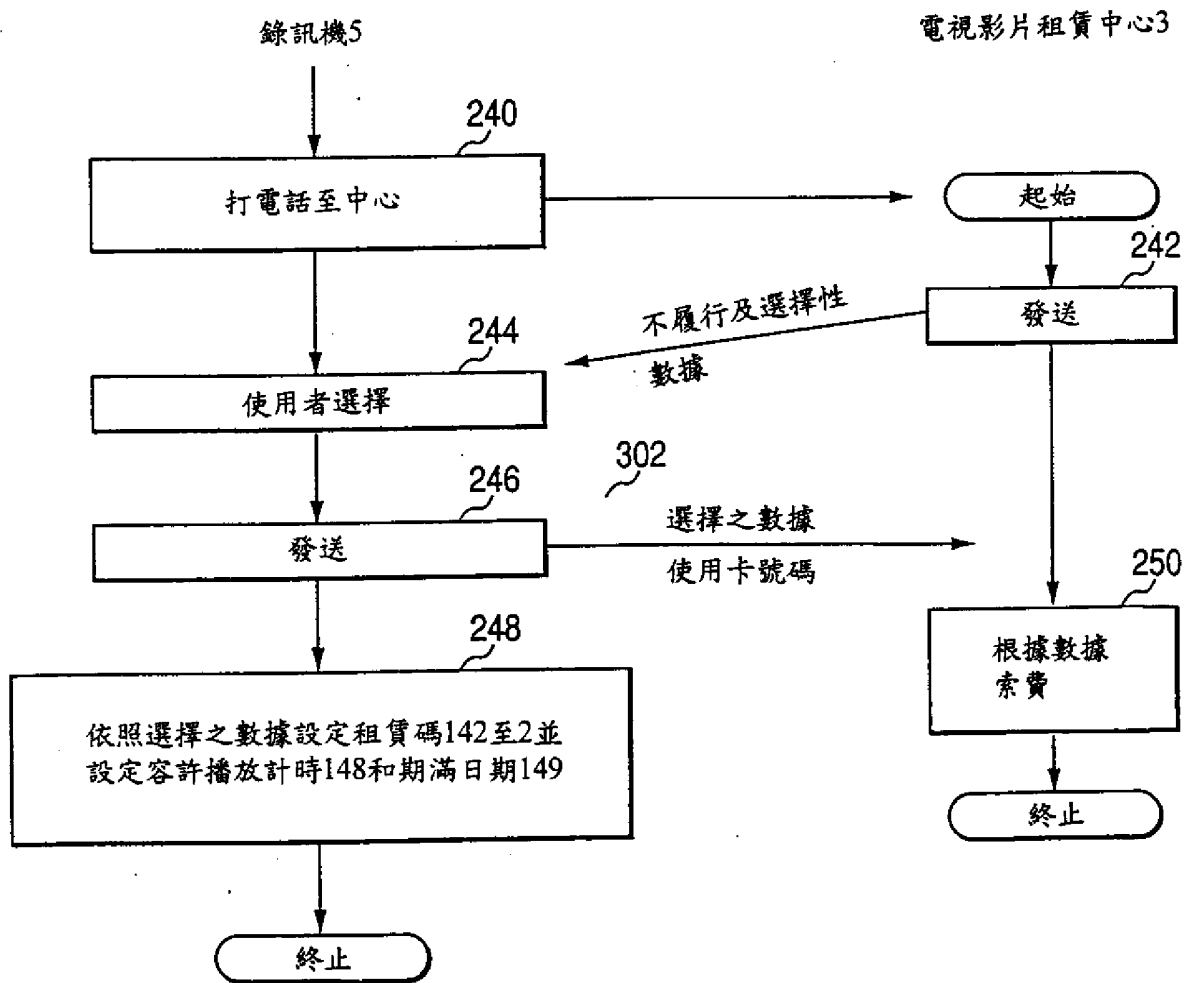 錄訊機5
電視影片租賃中心3
240
打電話至中心
起始
242
發送
不履行及選擇性
數據
244
使用者選擇
302
246
發送
選擇之數據
使用卡號碼
250
根據數據
索費
248
依照選擇之數據設定租賃碼142至2並
設定容許播放計時148和期滿日期149
終止
終止